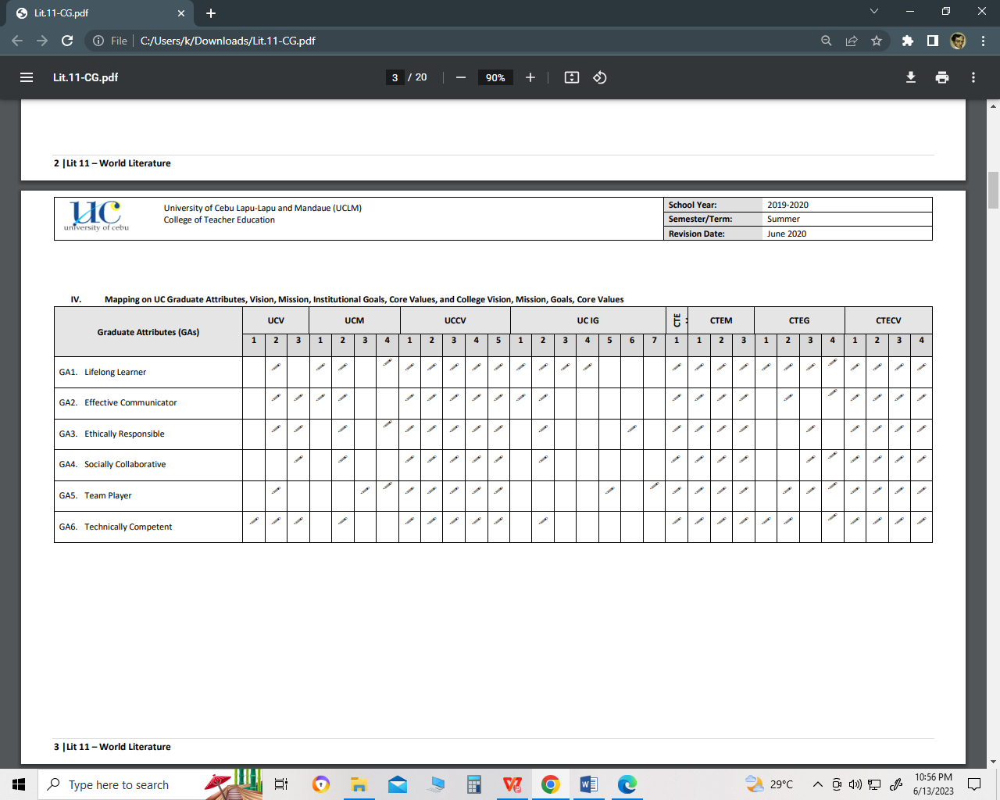 Lit.11-CG.pdf
File | C:/Users/k/Downloads/Lit.11-CG.pdf
Lit.11-CG.pdf
3 / 20
90%
2 |Lit 11 – World Literature
UC
university of cebu
University of Cebu Lapu-Lapu and Mandaue (UCLM)
College of Teacher Education
School Year: 2019-2020
Semester/Term: Summer
Revision Date: June 2020
IV. Mapping on UC Graduate Attributes, Vision, Mission, Institutional Goals, Core Values, and College Vision, Mission, Goals, Core Values
Graduate Attributes (GAs) UCV UCM UCCV UC IG CTE CTEM CTEG CTECV
1 2 3 1 2 3 4 1 2 3 4 5 1 2 3 4 5 6 7 1 1 2 3 1 2 3 4 1 2 3 4
GA1. Lifelong Learner
GA2. Effective Communicator
GA3. Ethically Responsible
GA4. Socially Collaborative
GA5. Team Player
GA6. Technically Competent
3 |Lit 11 – World Literature
Type here to search
29°C
10:56 PM
6/13/2023